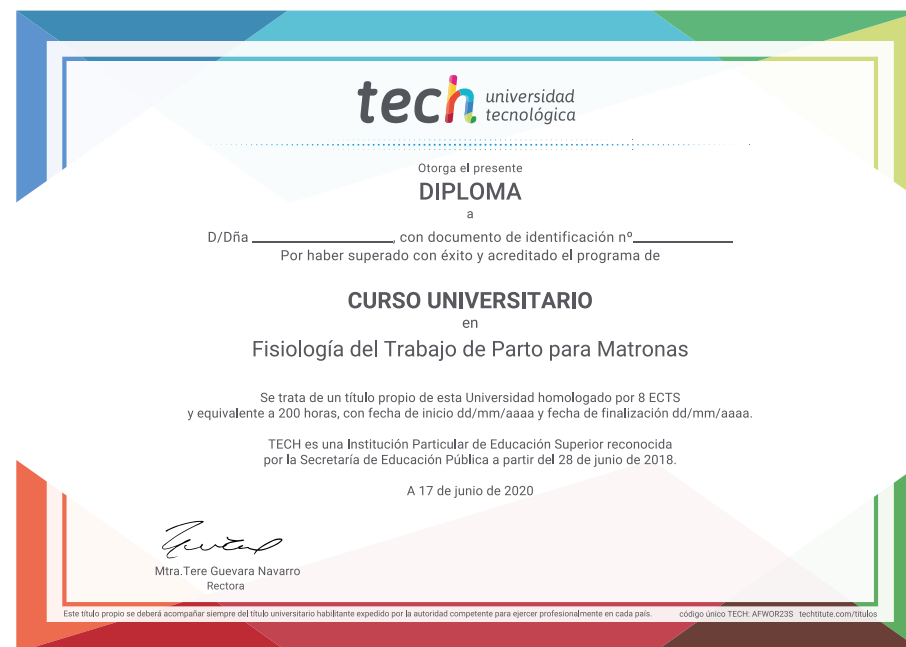 tech universidad
tecnológica
Otorga el presente
DIPLOMA
a
D/Dña ____________________, con documento de identificación nº______________
Por haber superado con éxito y acreditado el programa de
CURSO UNIVERSITARIO
en
Fisiología del Trabajo de Parto para Matronas
Se trata de un título propio de esta Universidad homologado por 8 ECTS
y equivalente a 200 horas, con fecha de inicio dd/mm/aaaa y fecha de finalización dd/mm/aaaa.
TECH es una Institución Particular de Educación Superior reconocida
por la Secretaría de Educación Pública a partir del 28 de junio de 2018.
A 17 de junio de 2020
Mtra.Tere Guevara Navarro
Rectora
Este título propio se deberá acompañar siempre del título universitario habilitante expedido por la autoridad competente para ejercer profesionalmente en cada país. código único TECH: AFWOR23S techtitute.com/titulos